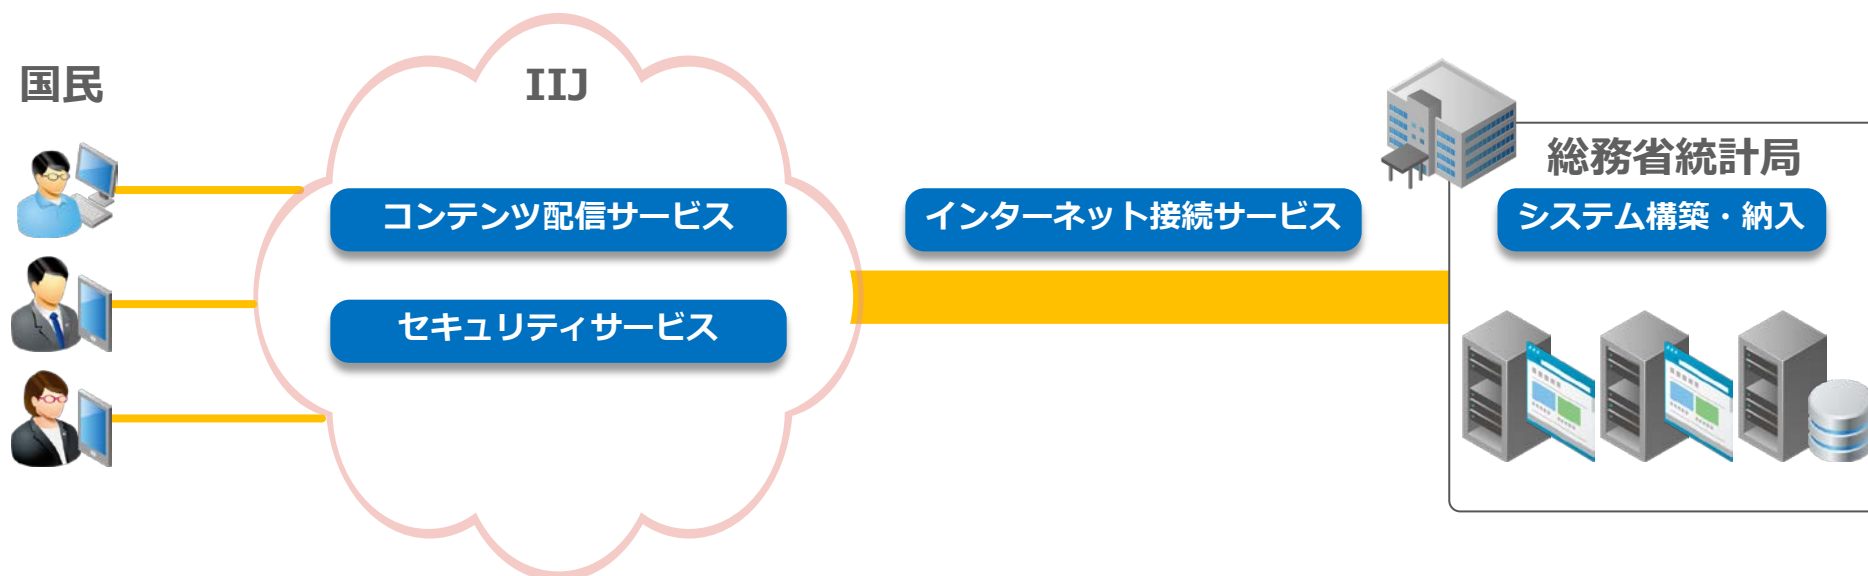 国民
IIJ
総務省統計局
コンテンツ配信サービス
インターネット接続サービス
システム構築・納入
セキュリティサービス